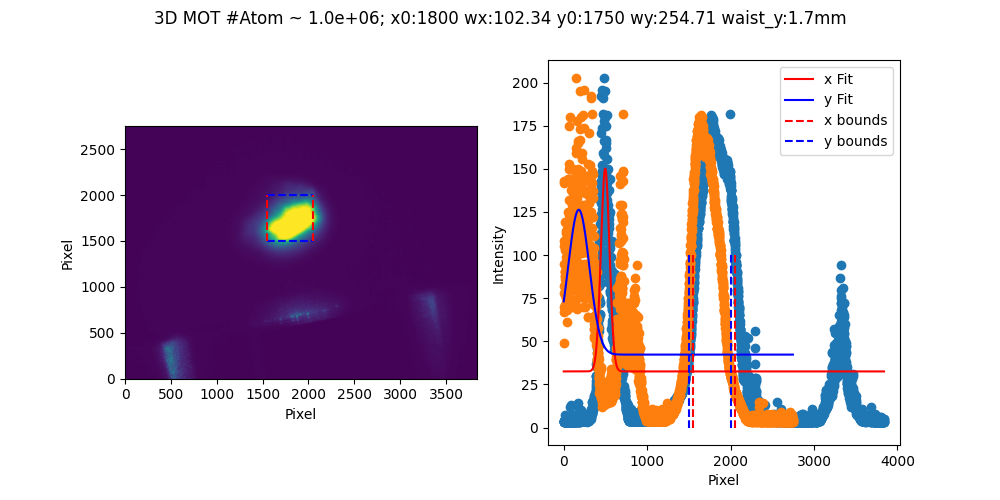 3D MOT #Atom ~ 1.0e+06; x0:1800 wx:102.34 y0:1750 wy:254.71 waist_y:1.7mm
2500
2000
1500
1000
500
0
Pixel
0 500 1000 1500 2000 2500 3000 3500
Pixel
200
175
150
125
100
75
50
25
0
Intensity
0 1000 2000 3000 4000
Pixel
x Fit
y Fit
x bounds
y bounds